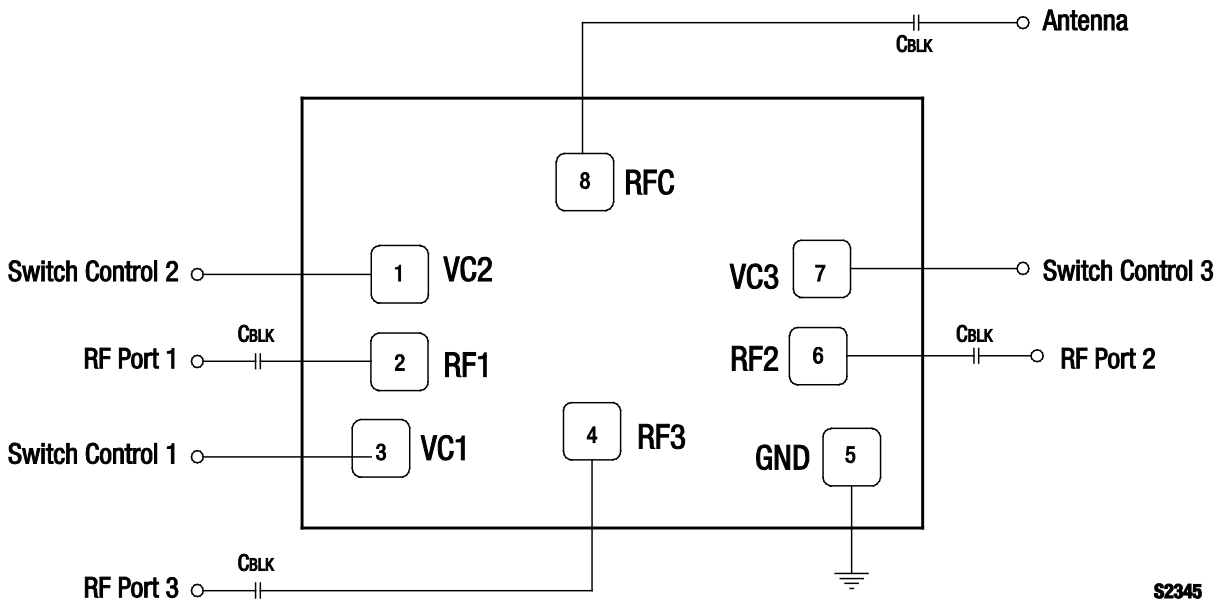 Antenna
CBLK
8 RFC
Switch Control 2 1 VC2
VC3 7 Switch Control 3
CBLK
RF Port 1 2 RF1
CBLK
RF2 6 RF Port 2
Switch Control 1 3 VC1
4 RF3
GND 5
CBLK
RF Port 3
S2345